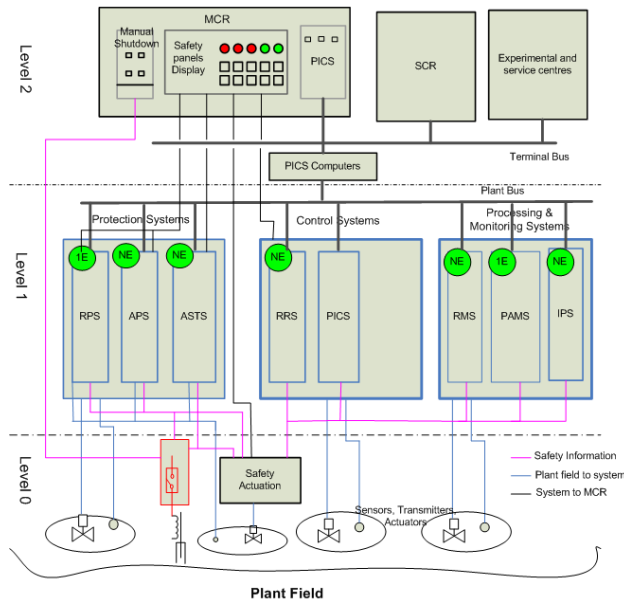 MCR
Manual
Shutdown
Safety
panels
Display
PICS
SCR
Experimental and
service centres
Level 2
Terminal Bus
PICS Computers
Plant Bus
Level 1
Protection Systems
Control Systems
Processing &
Monitoring Systems
1E
NE
NE
NE
NE
1E
NE
RPS
APS
ASTS
RRS
PICS
RMS
PAMS
IPS
Level 0
Safety
Actuation
Safety Information
Plant field to system
System to MCR
Sensors, Transmitters,
Actuators
Plant Field